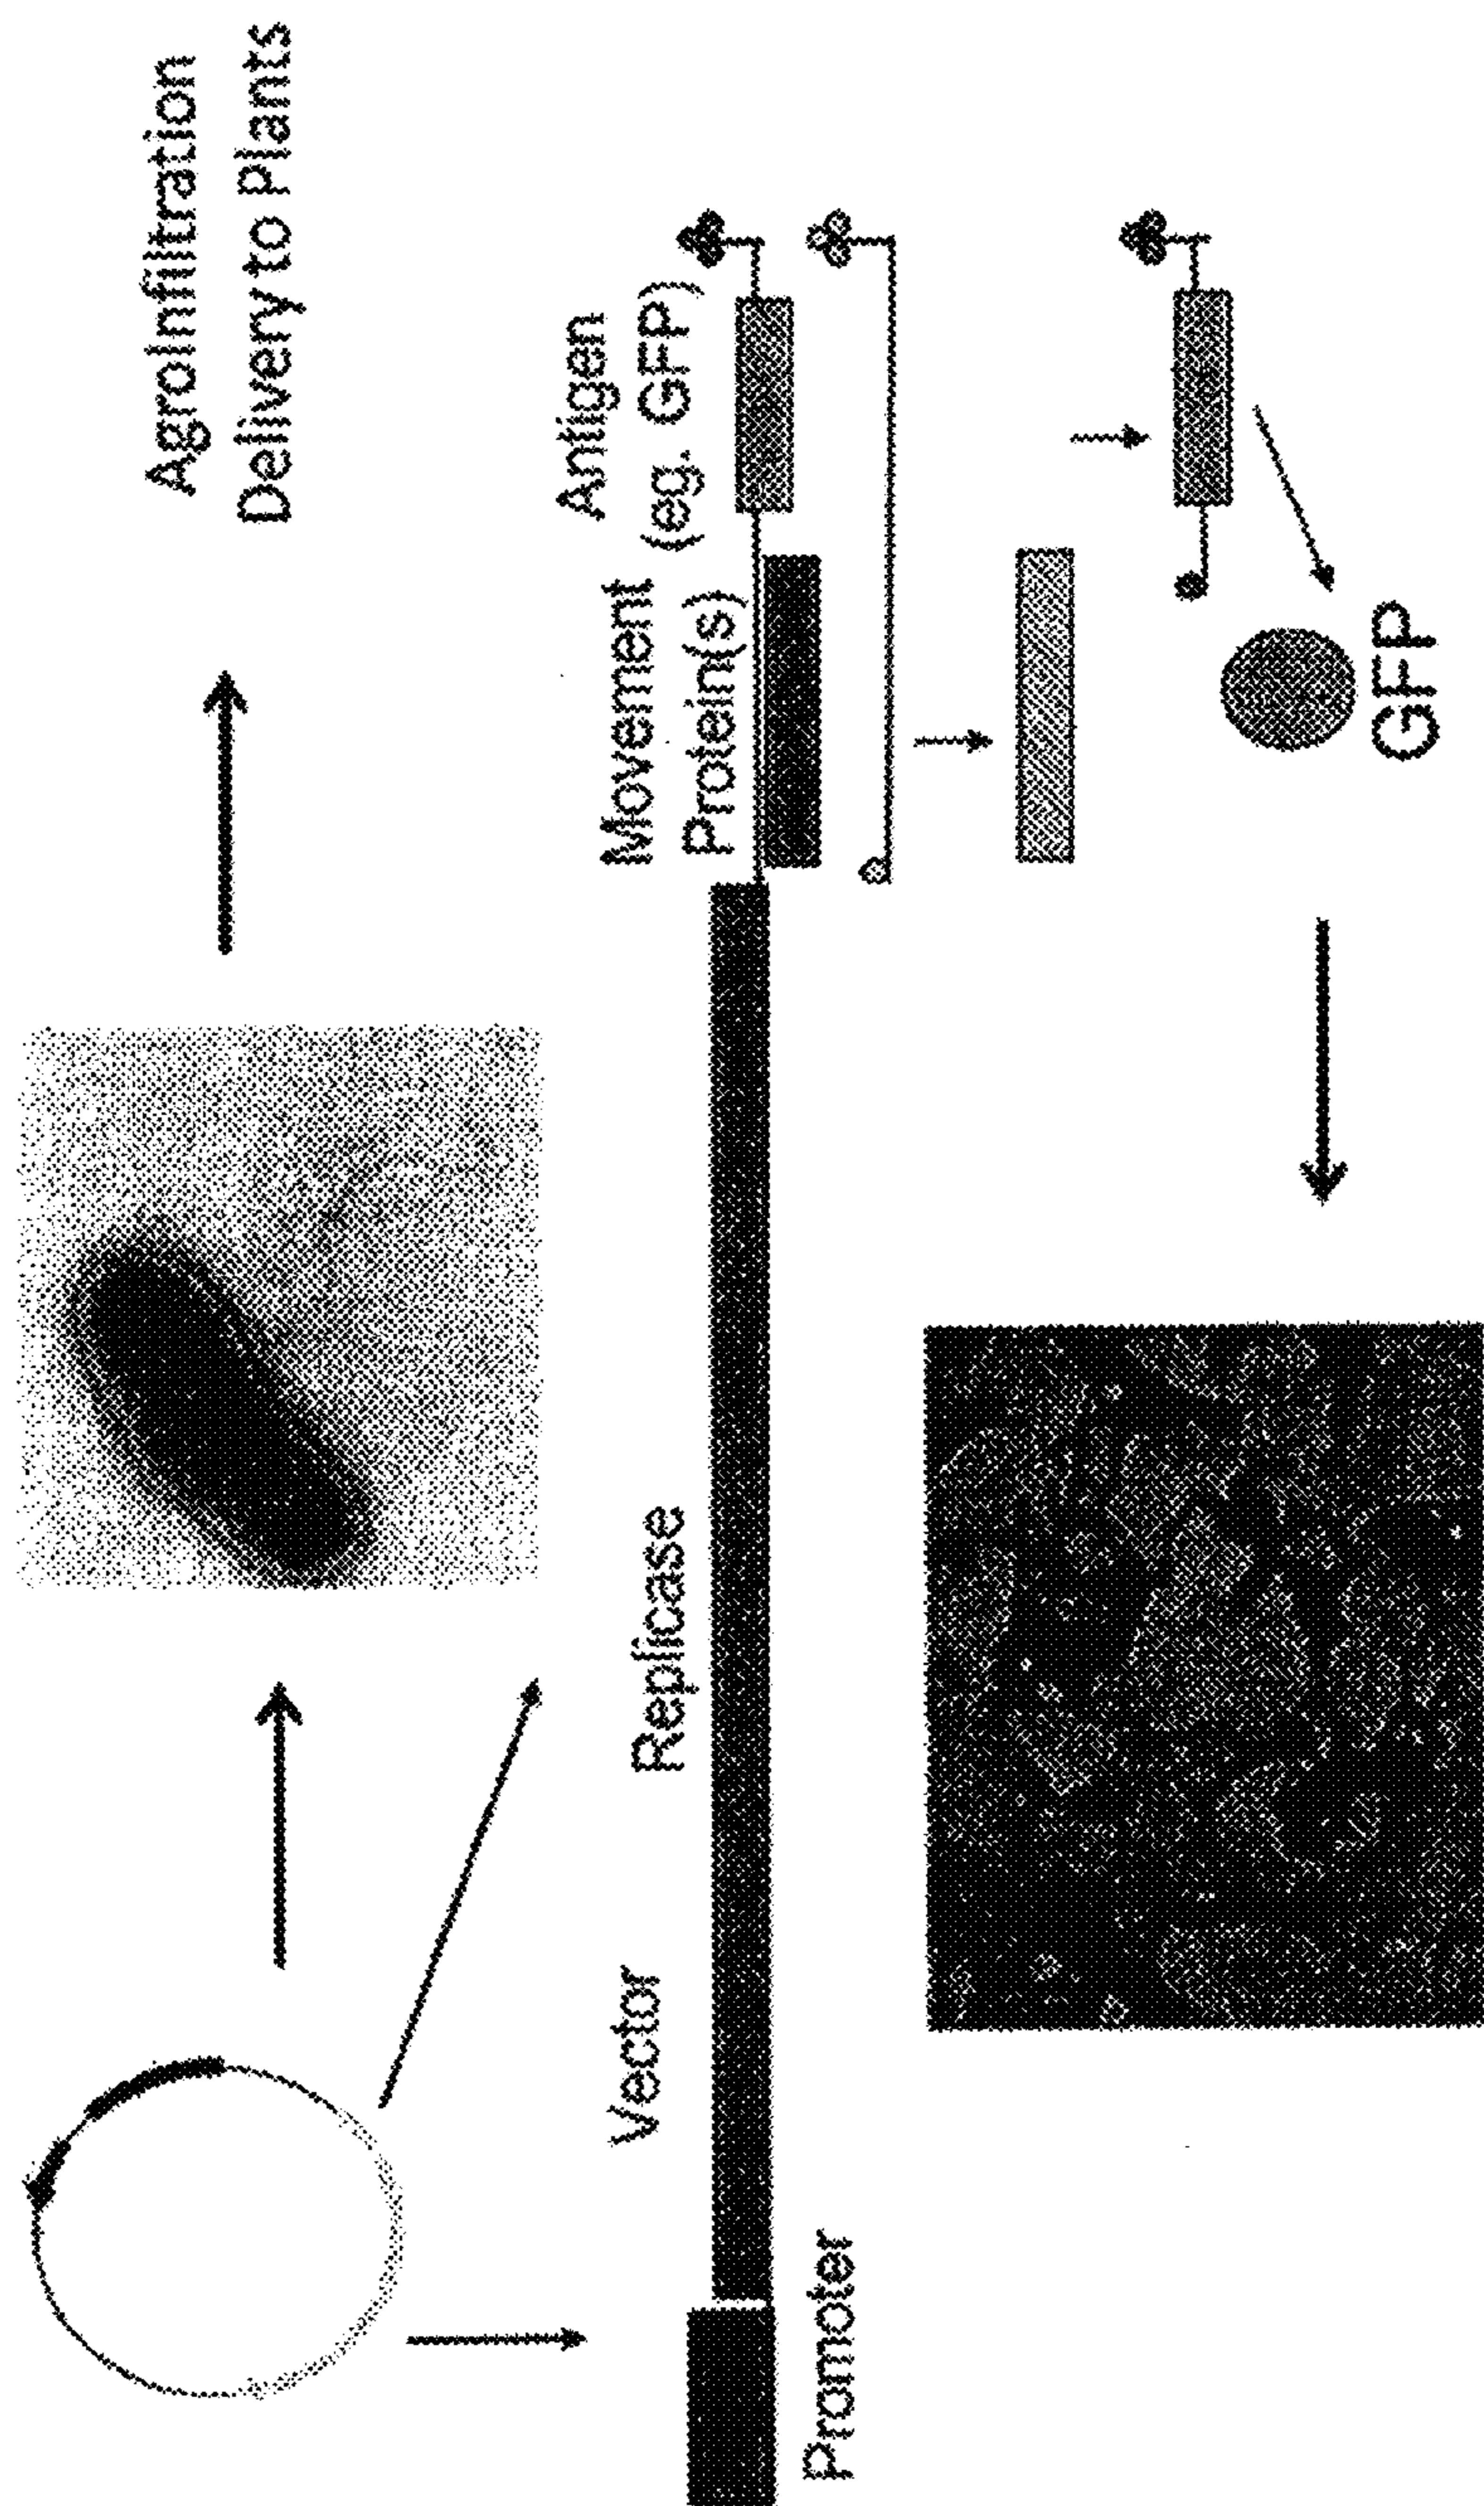 AgroInfiltration
Delivery to Plants
Vector
Replicase
Movement
Protein(s)
Antigen
(eg. GFP)
Promoter
GFP